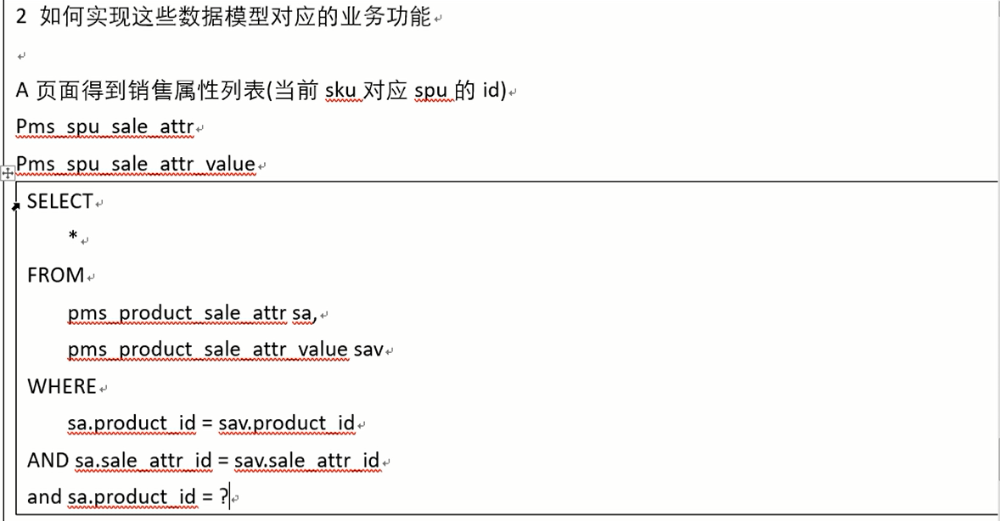 2 如何实现这些数据模型对应的业务功能
A 页面得到销售属性列表(当前 sku 对应 spu 的 id)
Pms_spu_sale_attr
Pms_spu_sale_attr_value
SELECT
*
FROM
pms_product_sale_attr sa,
pms_product_sale_attr_value sav
WHERE
sa.product_id = sav.product_id
AND sa.sale_attr_id = sav.sale_attr_id
and sa.product_id = ?